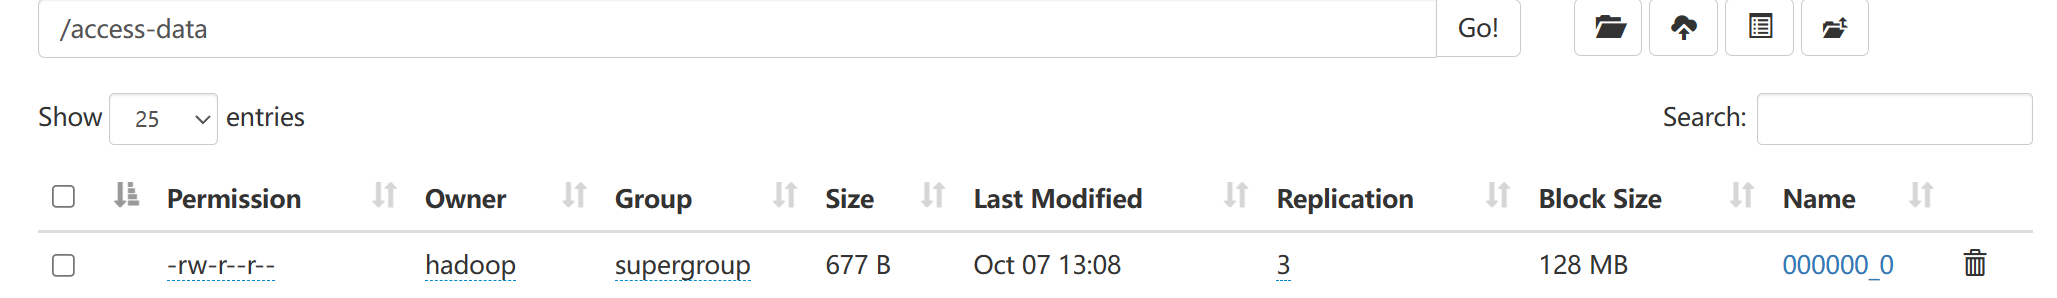 /access-data Go!
Show 25 entries Search:
Permission Owner Group Size Last Modified Replication Block Size Name
-rw-r--r-- hadoop supergroup 677 B Oct 07 13:08 3 128 MB 000000_0